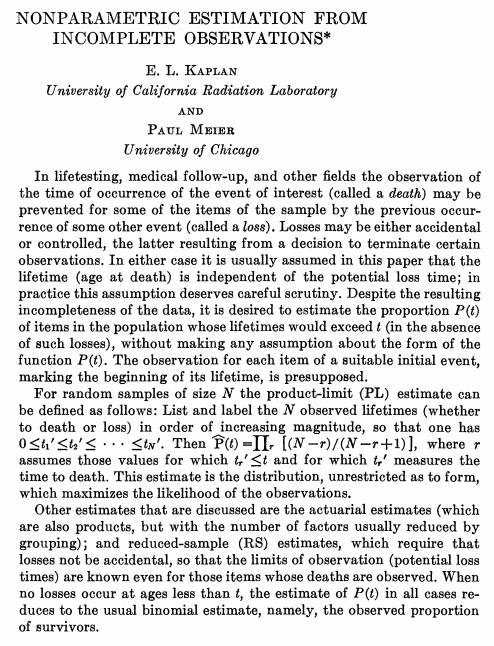 NONPARAMETRIC ESTIMATION FROM
INCOMPLETE OBSERVATIONS*
E. L. KAPLAN
University of California Radiation Laboratory
AND
PAUL MEIER
University of Chicago
In lifetesting, medical follow-up, and other fields the observation of
the time of occurrence of the event of interest (called a death) may be
prevented for some of the items of the sample by the previous occur-
rence of some other event (called a loss). Losses may be either accidental
or controlled, the latter resulting from a decision to terminate certain
observations. In either case it is usually assumed in this paper that the
lifetime (age at death) is independent of the potential loss time; in
practice this assumption deserves careful scrutiny. Despite the resulting
incompleteness of the data, it is desired to estimate the proportion P(t)
of items in the population whose lifetimes would exceed t (in the absence
of such losses), without making any assumption about the form of the
function P(t). The observation for each item of a suitable initial event,
marking the beginning of its lifetime, is presupposed.
For random samples of size N the product-limit (PL) estimate can
be defined as follows: List and label the N observed lifetimes (whether
to death or loss) in order of increasing magnitude, so that one has
0≤t₁'≤t₂'≤ · · · ≤t_N'. Then P̂(t)=∏ᵣ [(N−r)/(N−r+1)], where r
assumes those values for which tᵣ'≤t and for which tᵣ' measures the
time to death. This estimate is the distribution, unrestricted as to form,
which maximizes the likelihood of the observations.
Other estimates that are discussed are the actuarial estimates (which
are also products, but with the number of factors usually reduced by
grouping); and reduced-sample (RS) estimates, which require that
losses not be accidental, so that the limits of observation (potential loss
times) are known even for those items whose deaths are observed. When
no losses occur at ages less than t, the estimate of P(t) in all cases re-
duces to the usual binomial estimate, namely, the observed proportion
of survivors.